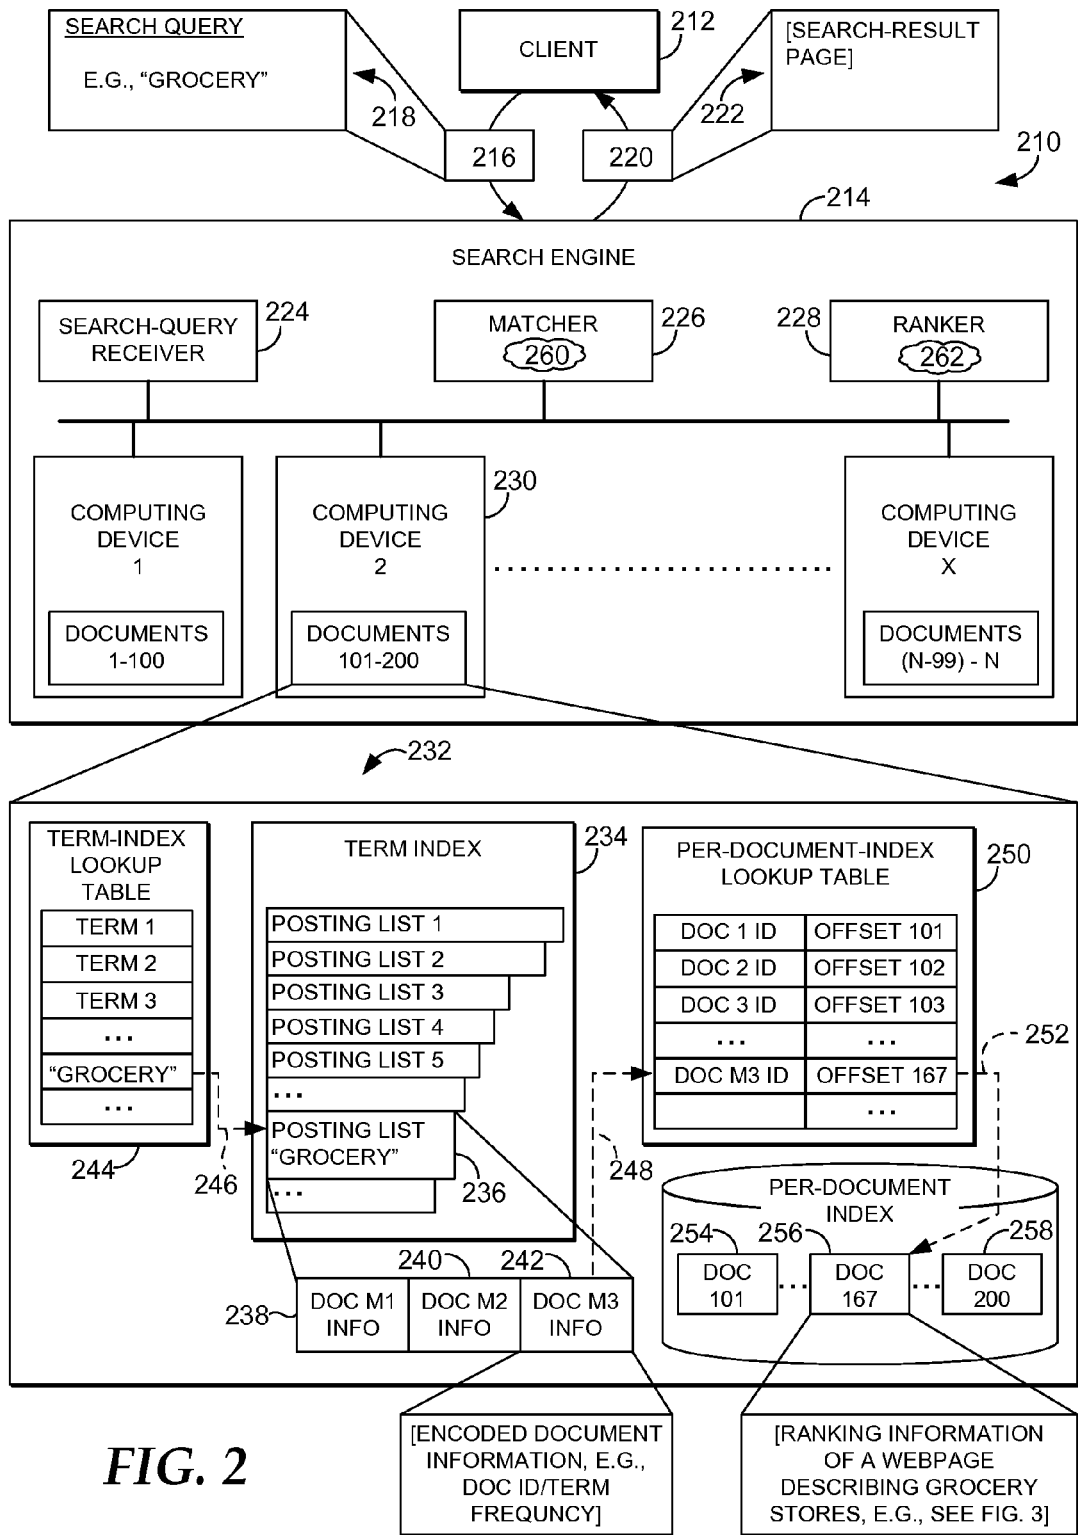 SEARCH QUERY
E.G., “GROCERY”
218
CLIENT
212
[SEARCH-RESULT
PAGE]
222
216
220
210
214
SEARCH ENGINE
SEARCH-QUERY
RECEIVER
224
MATCHER
260
226
228
RANKER
262
COMPUTING
DEVICE
1
DOCUMENTS
1-100
230
COMPUTING
DEVICE
2
DOCUMENTS
101-200
COMPUTING
DEVICE
X
DOCUMENTS
(N-99) - N
232
TERM-INDEX
LOOKUP
TABLE
TERM 1
TERM 2
TERM 3
...
“GROCERY”
...
244
246
TERM INDEX
234
POSTING LIST 1
POSTING LIST 2
POSTING LIST 3
POSTING LIST 4
POSTING LIST 5
...
POSTING LIST
“GROCERY”
...
236
PER-DOCUMENT-INDEX
LOOKUP TABLE
250
DOC 1 ID OFFSET 101
DOC 2 ID OFFSET 102
DOC 3 ID OFFSET 103
... ...
DOC M3 ID OFFSET 167
...
252
248
PER-DOCUMENT
INDEX
254
256
258
DOC
101
...
DOC
167
...
DOC
200
238
240
242
DOC M1
INFO
DOC M2
INFO
DOC M3
INFO
[ENCODED DOCUMENT
INFORMATION, E.G.,
DOC ID/TERM
FREQUNCY]
[RANKING INFORMATION
OF A WEBPAGE
DESCRIBING GROCERY
STORES, E.G., SEE FIG. 3]
FIG. 2